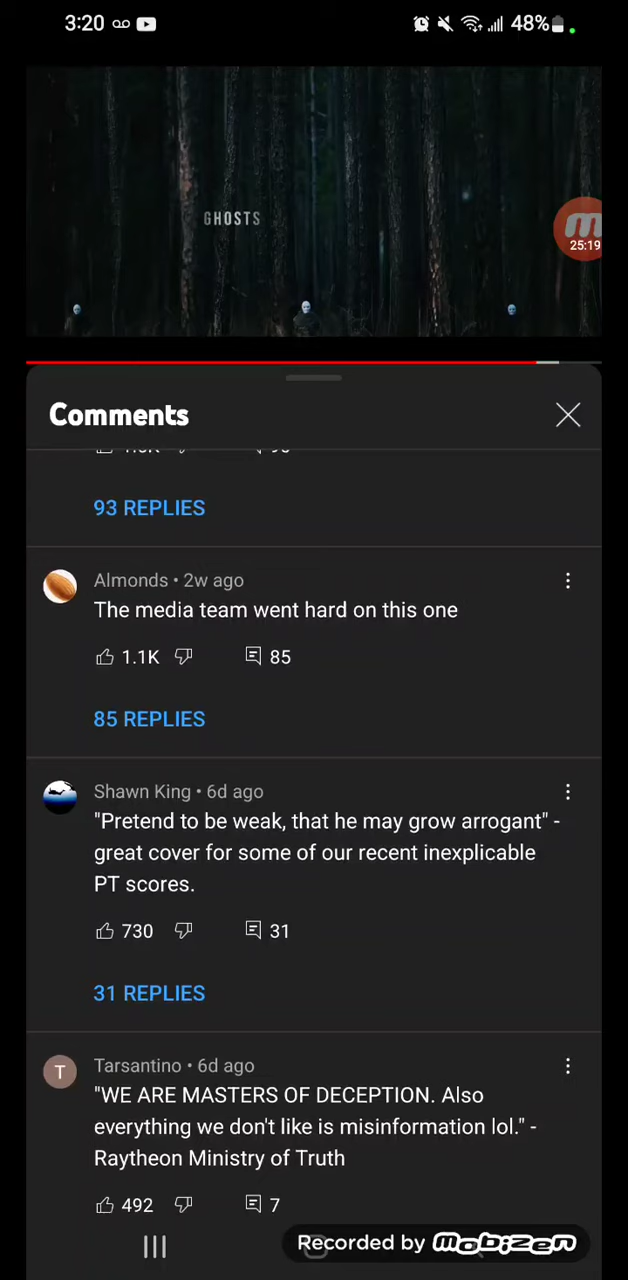 3:20
48%
GHOSTS
25:19
Comments
93 REPLIES
Almonds • 2w ago
The media team went hard on this one
1.1K 85
85 REPLIES
Shawn King • 6d ago
"Pretend to be weak, that he may grow arrogant" -
great cover for some of our recent inexplicable
PT scores.
730 31
31 REPLIES
T Tarsantino • 6d ago
"WE ARE MASTERS OF DECEPTION. Also
everything we don't like is misinformation lol." -
Raytheon Ministry of Truth
492 7
Recorded by mobizen